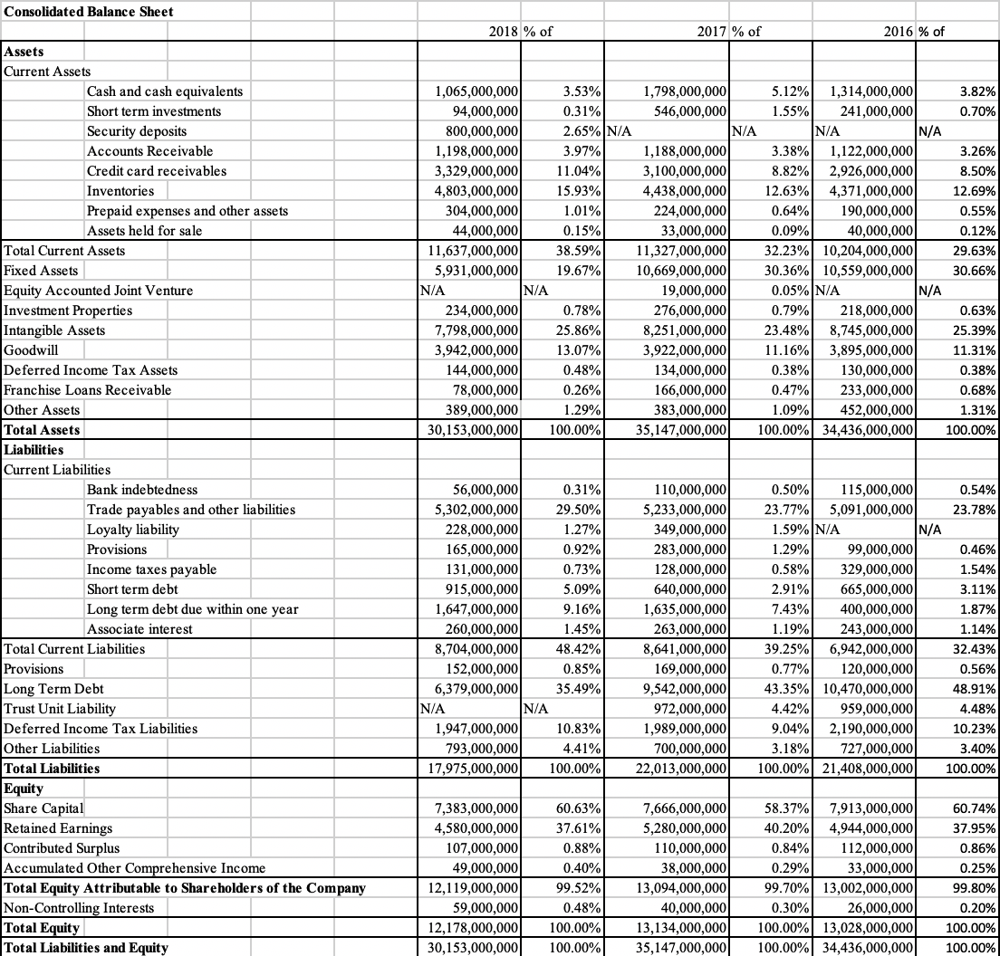 Consolidated Balance Sheet
2018 % of 2017 % of 2016 % of
Assets
Current Assets
Cash and cash equivalents 1,065,000,000 3.53% 1,798,000,000 5.12% 1,314,000,000 3.82%
Short term investments 94,000,000 0.31% 546,000,000 1.55% 241,000,000 0.70%
Security deposits 800,000,000 2.65% N/A N/A N/A N/A
Accounts Receivable 1,198,000,000 3.97% 1,188,000,000 3.38% 1,122,000,000 3.26%
Credit card receivables 3,329,000,000 11.04% 3,100,000,000 8.82% 2,926,000,000 8.50%
Inventories 4,803,000,000 15.93% 4,438,000,000 12.63% 4,371,000,000 12.69%
Prepaid expenses and other assets 304,000,000 1.01% 224,000,000 0.64% 190,000,000 0.55%
Assets held for sale 44,000,000 0.15% 33,000,000 0.09% 40,000,000 0.12%
Total Current Assets 11,637,000,000 38.59% 11,327,000,000 32.23% 10,204,000,000 29.63%
Fixed Assets 5,931,000,000 19.67% 10,669,000,000 30.36% 10,559,000,000 30.66%
Equity Accounted Joint Venture N/A N/A 19,000,000 0.05% N/A N/A
Investment Properties 234,000,000 0.78% 276,000,000 0.79% 218,000,000 0.63%
Intangible Assets 7,798,000,000 25.86% 8,251,000,000 23.48% 8,745,000,000 25.39%
Goodwill 3,942,000,000 13.07% 3,922,000,000 11.16% 3,895,000,000 11.31%
Deferred Income Tax Assets 144,000,000 0.48% 134,000,000 0.38% 130,000,000 0.38%
Franchise Loans Receivable 78,000,000 0.26% 166,000,000 0.47% 233,000,000 0.68%
Other Assets 389,000,000 1.29% 383,000,000 1.09% 452,000,000 1.31%
Total Assets 30,153,000,000 100.00% 35,147,000,000 100.00% 34,436,000,000 100.00%
Liabilities
Current Liabilities
Bank indebtedness 56,000,000 0.31% 110,000,000 0.50% 115,000,000 0.54%
Trade payables and other liabilities 5,302,000,000 29.50% 5,233,000,000 23.77% 5,091,000,000 23.78%
Loyalty liability 228,000,000 1.27% 349,000,000 1.59% N/A N/A
Provisions 165,000,000 0.92% 283,000,000 1.29% 99,000,000 0.46%
Income taxes payable 131,000,000 0.73% 128,000,000 0.58% 329,000,000 1.54%
Short term debt 915,000,000 5.09% 640,000,000 2.91% 665,000,000 3.11%
Long term debt due within one year 1,647,000,000 9.16% 1,635,000,000 7.43% 400,000,000 1.87%
Associate interest 260,000,000 1.45% 263,000,000 1.19% 243,000,000 1.14%
Total Current Liabilities 8,704,000,000 48.42% 8,641,000,000 39.25% 6,942,000,000 32.43%
Provisions 152,000,000 0.85% 169,000,000 0.77% 120,000,000 0.56%
Long Term Debt 6,379,000,000 35.49% 9,542,000,000 43.35% 10,470,000,000 48.91%
Trust Unit Liability N/A N/A 972,000,000 4.42% 959,000,000 4.48%
Deferred Income Tax Liabilities 1,947,000,000 10.83% 1,989,000,000 9.04% 2,190,000,000 10.23%
Other Liabilities 793,000,000 4.41% 700,000,000 3.18% 727,000,000 3.40%
Total Liabilities 17,975,000,000 100.00% 22,013,000,000 100.00% 21,408,000,000 100.00%
Equity
Share Capital 7,383,000,000 60.63% 7,666,000,000 58.37% 7,913,000,000 60.74%
Retained Earnings 4,580,000,000 37.61% 5,280,000,000 40.20% 4,944,000,000 37.95%
Contributed Surplus 107,000,000 0.88% 110,000,000 0.84% 112,000,000 0.86%
Accumulated Other Comprehensive Income 49,000,000 0.40% 38,000,000 0.29% 33,000,000 0.25%
Total Equity Attributable to Shareholders of the Company 12,119,000,000 99.52% 13,094,000,000 99.70% 13,002,000,000 99.80%
Non-Controlling Interests 59,000,000 0.48% 40,000,000 0.30% 26,000,000 0.20%
Total Equity 12,178,000,000 100.00% 13,134,000,000 100.00% 13,028,000,000 100.00%
Total Liabilities and Equity 30,153,000,000 100.00% 35,147,000,000 100.00% 34,436,000,000 100.00%